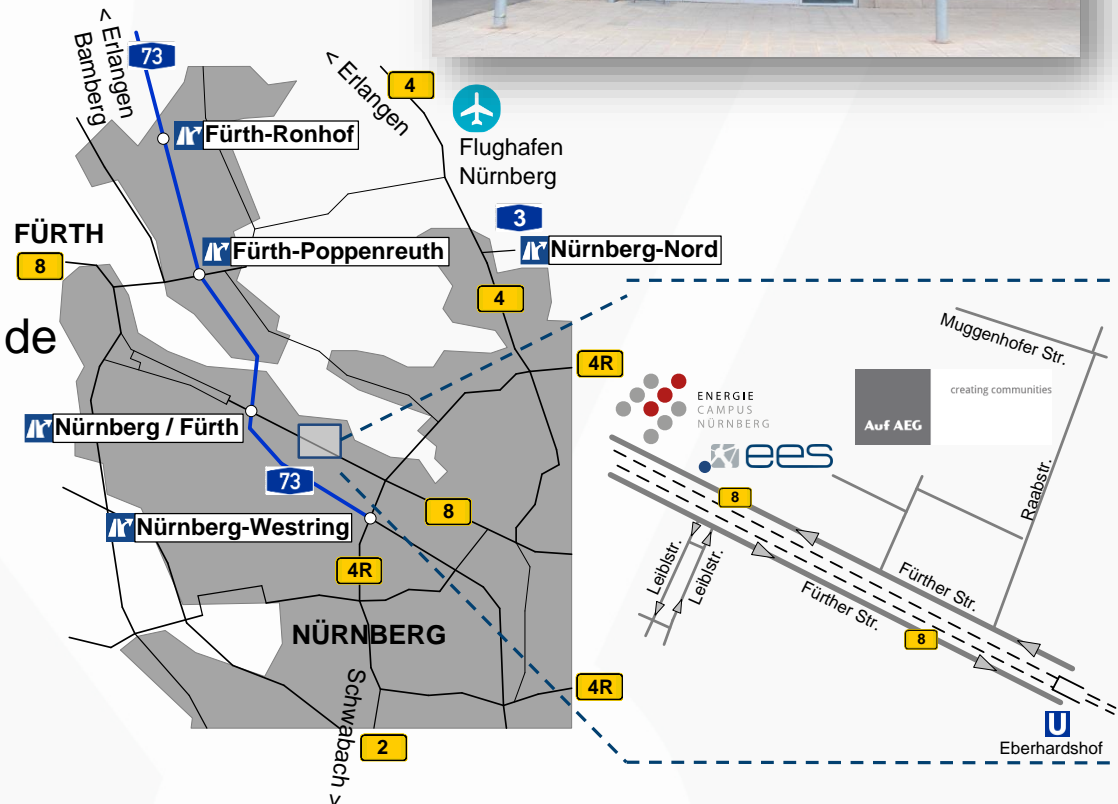 < Erlangen
Bamberg
73
< Erlangen
4
Flughafen
Nürnberg
Fürth-Ronhof
3
FÜRTH
8
Fürth-Poppenreuth
Nürnberg-Nord
4
de
4R
Nürnberg / Fürth
73
8
Nürnberg-Westring
4R
NÜRNBERG
4R
Schwabach >
2
Muggenhofer Str.
ENERGIE
CAMPUS
NÜRNBERG
creating communities
Auf AEG
ees
Raabstr.
8
Leiblstr.
Leiblstr.
Fürther Str.
Fürther Str.
8
U
Eberhardshof